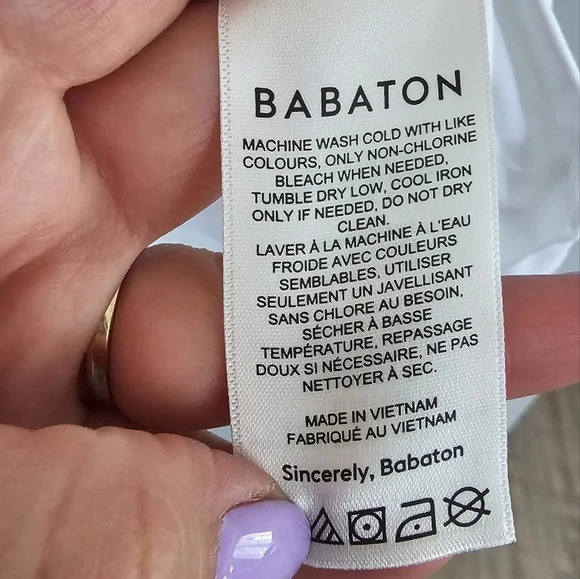 BABATON
MACHINE WASH COLD WITH LIKE
COLOURS, ONLY NON-CHLORINE
BLEACH WHEN NEEDED,
TUMBLE DRY LOW, COOL IRON
ONLY IF NEEDED, DO NOT DRY
CLEAN.
LAVER À LA MACHINE À L'EAU
FROIDE AVEC COULEURS
SEMBLABLES, UTILISER
SEULEMENT UN JAVELLISANT
SANS CHLORE AU BESOIN,
SÉCHER À BASSE
TEMPÉRATURE, REPASSAGE
DOUX SI NÉCESSAIRE, NE PAS
NETTOYER À SEC.
MADE IN VIETNAM
FABRIQUÉ AU VIETNAM
Sincerely, Babaton